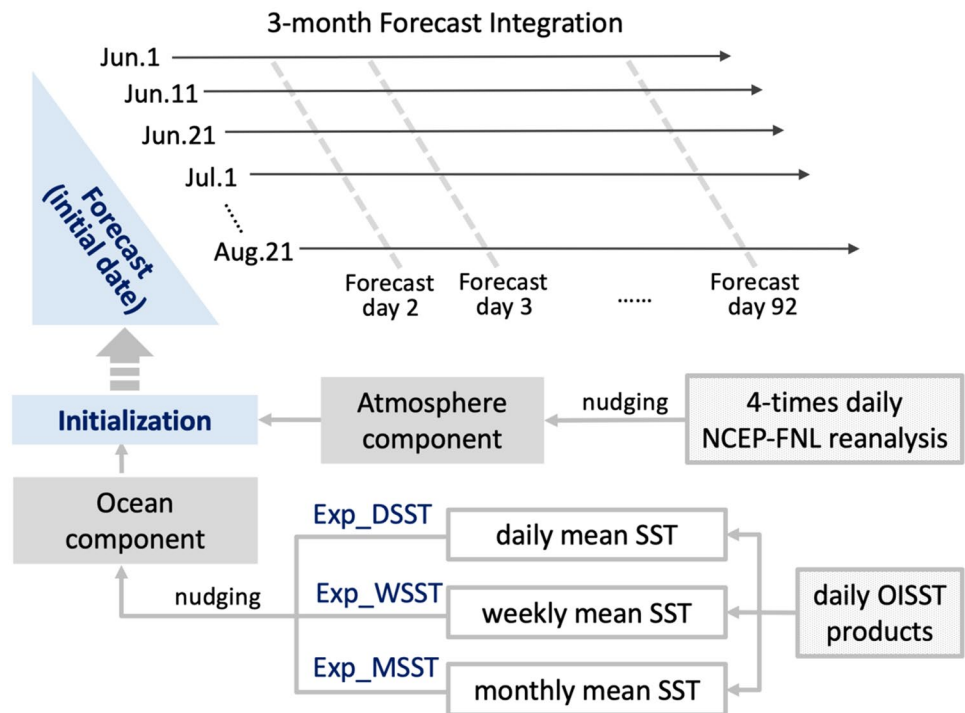 3-month Forecast Integration
Jun.1
Jun.11
Jun.21
Jul.1
......
Aug.21
Forecast
(initial date)
Forecast
day 2
Forecast
day 3
......
Forecast
day 92
Initialization
Atmosphere
component
nudging
4-times daily
NCEP-FNL reanalysis
Ocean
component
nudging
Exp_DSST
daily mean SST
Exp_WSST
weekly mean SST
Exp_MSST
monthly mean SST
daily OISST
products